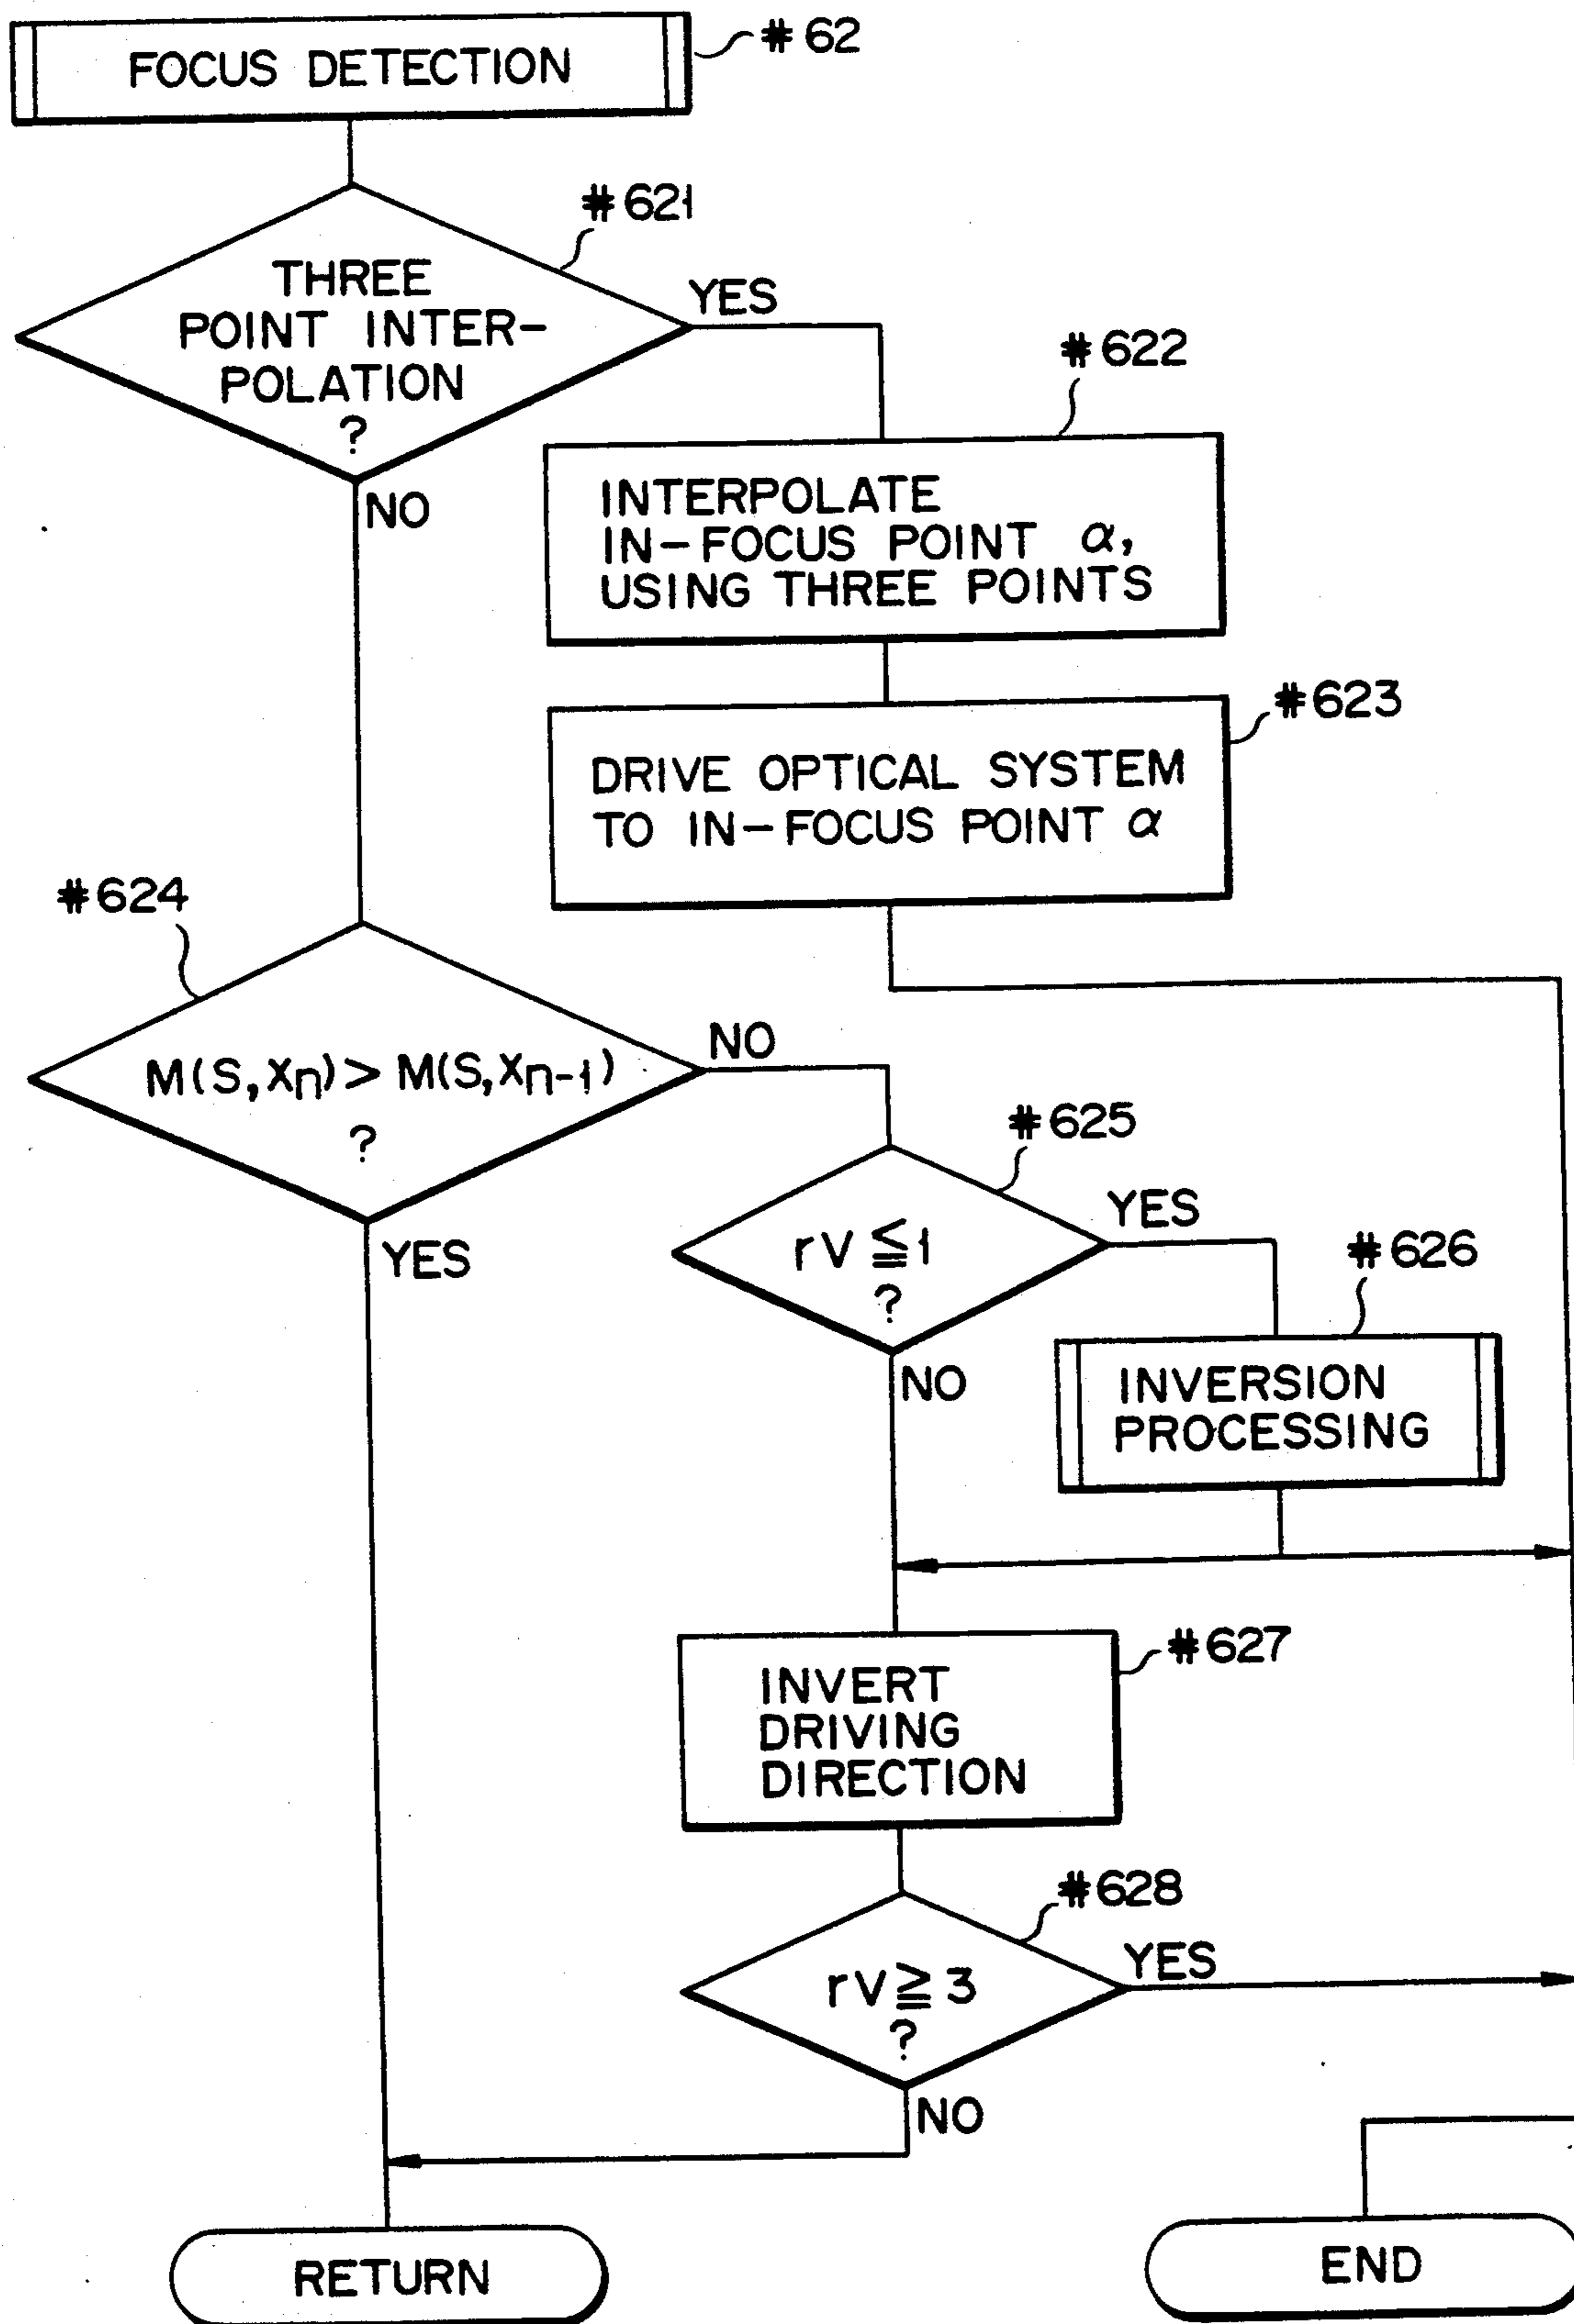 FOCUS DETECTION
#62
#621
THREE
POINT INTER-
POLATION
?
YES
NO
#622
INTERPOLATE
IN-FOCUS POINT α,
USING THREE POINTS
#623
DRIVE OPTICAL SYSTEM
TO IN-FOCUS POINT α
#624
M(S,Xn)>M(S,Xn-1)
?
NO
YES
#625
rV≦1
?
YES
NO
#626
INVERSION
PROCESSING
#627
INVERT
DRIVING
DIRECTION
#628
rV≧3
?
YES
NO
RETURN
END